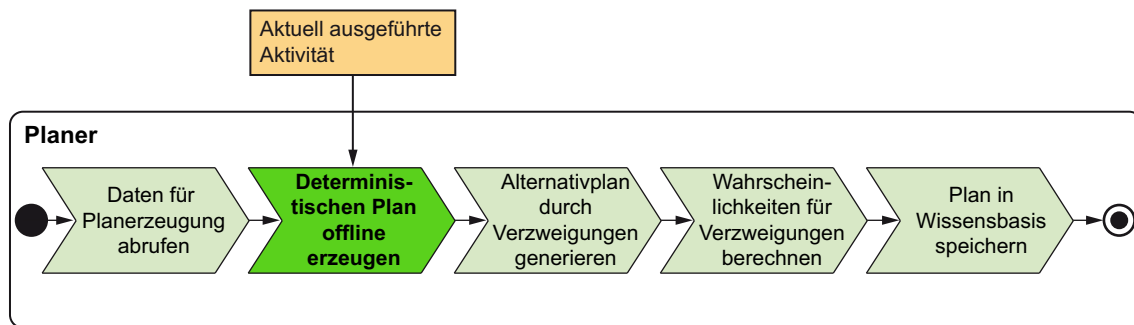 Aktuell ausgeführte
Aktivität
Planer
Daten für
Planerzeugung
abrufen
Determinis-
tischen Plan
offline
erzeugen
Alternativplan
durch
Verzweigungen
generieren
Wahrschein-
lichkeiten für
Verzweigungen
berechnen
Plan in
Wissensbasis
speichern